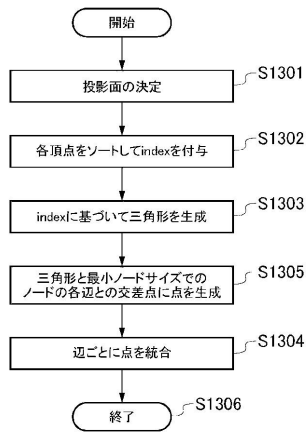 開始
投影面の決定
S1301
各頂点をソートしてindexを付与
S1302
indexに基づいて三角形を生成
S1303
三角形と最小ノードサイズでの
ノードの各辺との交差点に点を生成
S1305
辺ごとに点を統合
S1304
終了
S1306